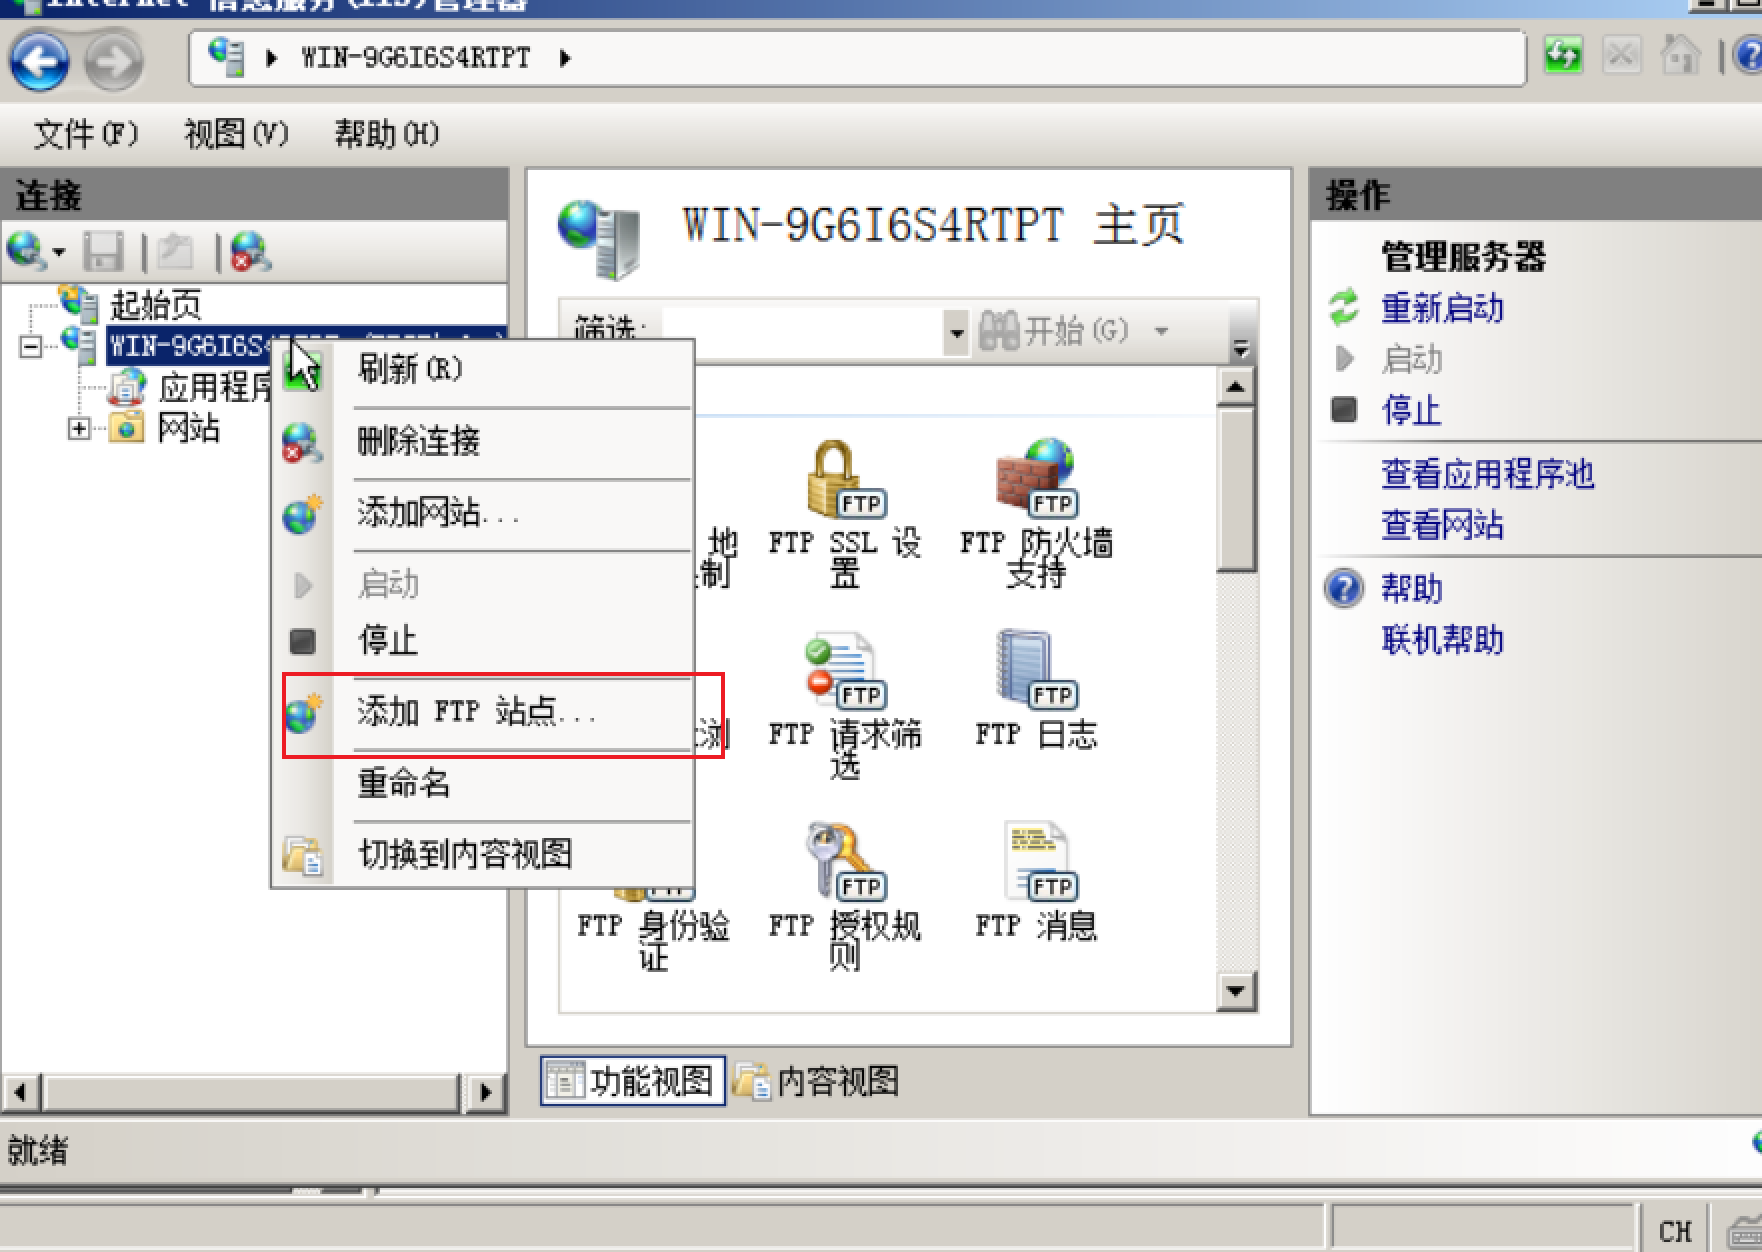 Internet 信息服务(IIS)管理器
WIN-9G6I6S4RTPT
文件(F) 视图(V) 帮助(H)
连接
起始页
WIN-9G6I6S4
应用程序
网站
刷新(R)
删除连接
添加网站...
启动
停止
添加 FTP 站点...
重命名
切换到内容视图
WIN-9G6I6S4RTPT 主页
筛选:
开始(G)
地
制
FTP SSL 设
置
FTP 防火墙
支持
浏
FTP 请求筛
选
FTP 日志
FTP 身份验
证
FTP 授权规
则
FTP 消息
FTP
FTP
FTP
FTP
FTP
FTP
功能视图
内容视图
操作
管理服务器
重新启动
启动
停止
查看应用程序池
查看网站
帮助
联机帮助
就绪
CH